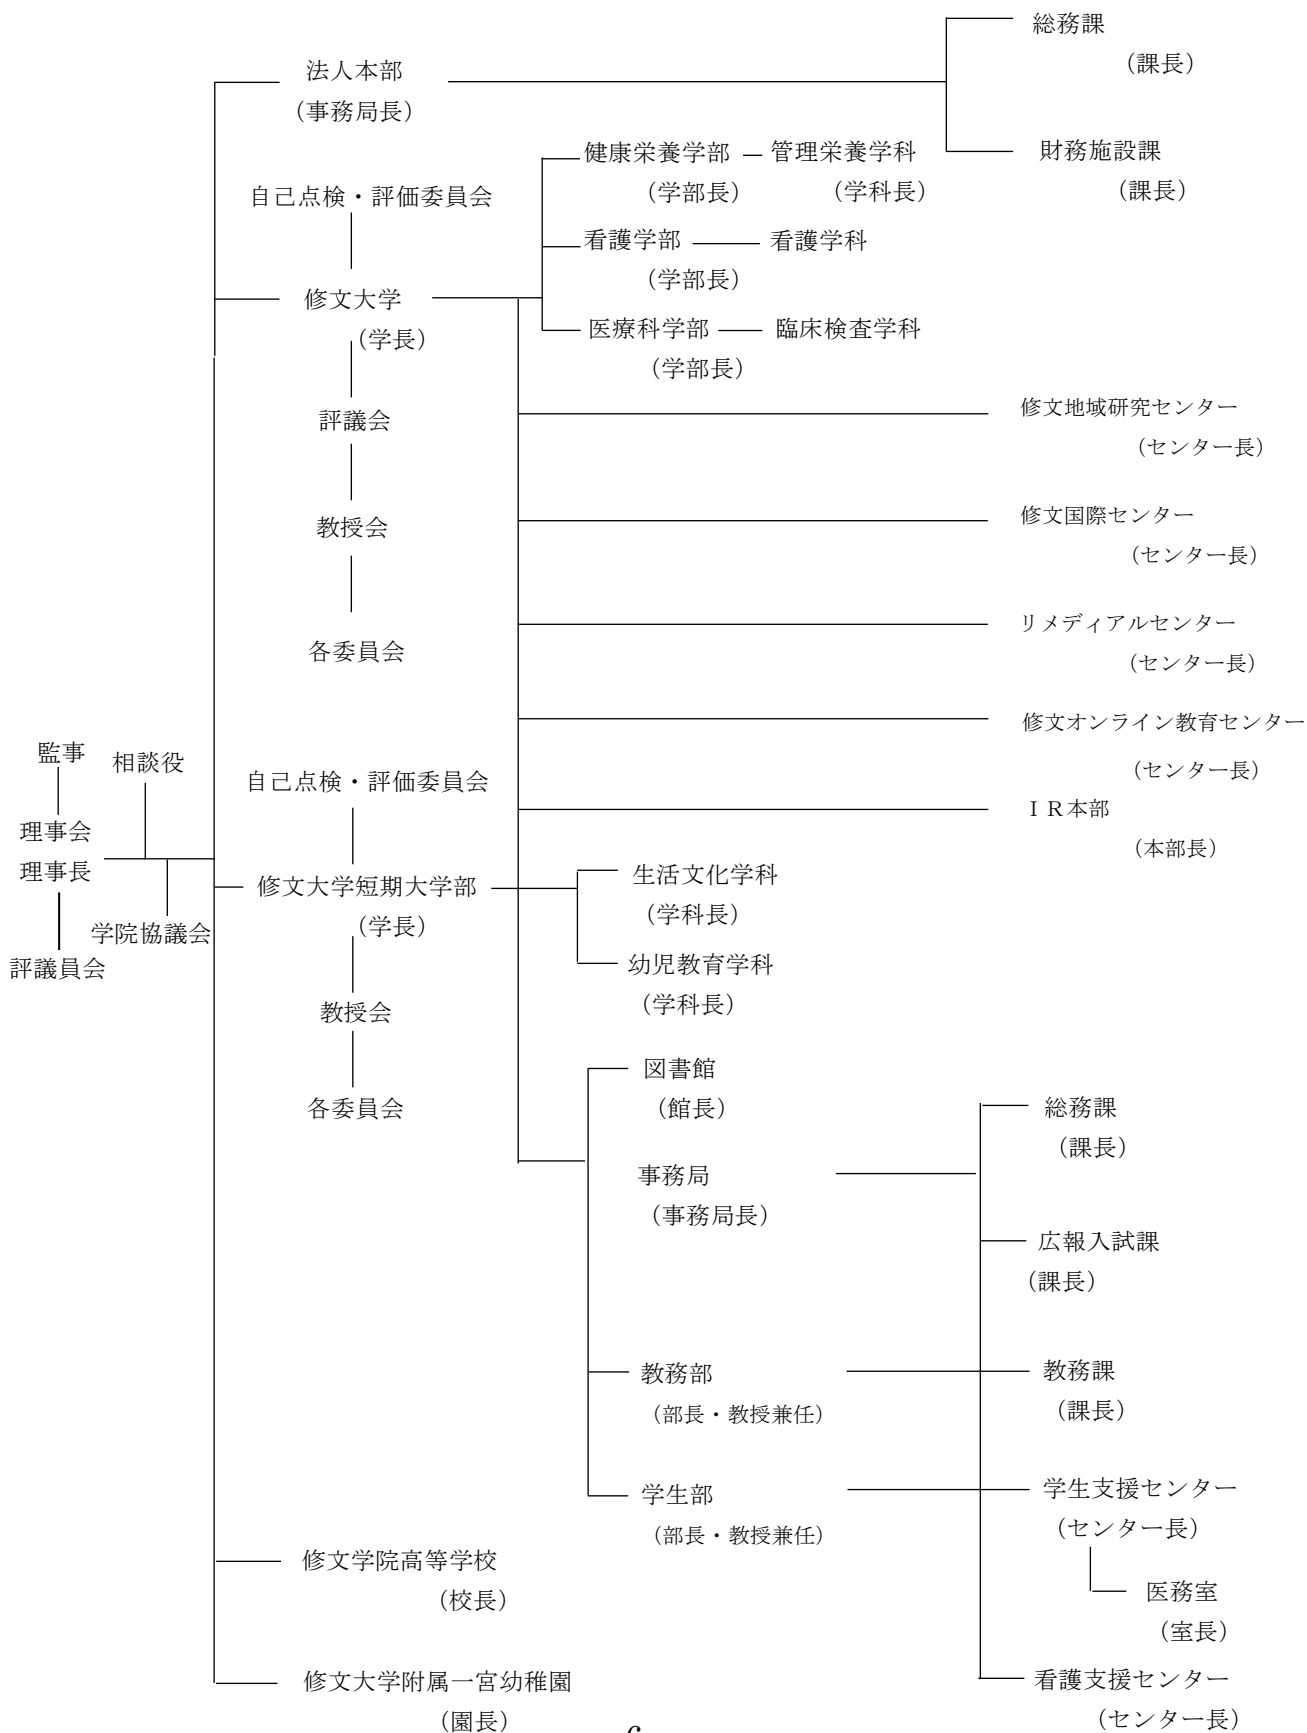 総務課
（課長）
法人本部
（事務局長）
財務施設課
（課長）
健康栄養学部
（学部長）
管理栄養学科
（学科長）
自己点検・評価委員会
看護学部
（学部長）
看護学科
修文大学
（学長）
医療科学部
（学部長）
臨床検査学科
評議会
教授会
各委員会
修文地域研究センター
（センター長）
修文国際センター
（センター長）
リメディアルセンター
（センター長）
修文オンライン教育センター
（センター長）
ＩＲ本部
（本部長）
監事
相談役
理事会
理事長
学院協議会
評議員会
自己点検・評価委員会
修文大学短期大学部
（学長）
教授会
各委員会
生活文化学科
（学科長）
幼児教育学科
（学科長）
図書館
（館長）
事務局
（事務局長）
総務課
（課長）
広報入試課
（課長）
教務部
（部長・教授兼任）
教務課
（課長）
学生部
（部長・教授兼任）
学生支援センター
（センター長）
医務室
（室長）
看護支援センター
（センター長）
修文学院高等学校
（校長）
修文大学附属一宮幼稚園
（園長）